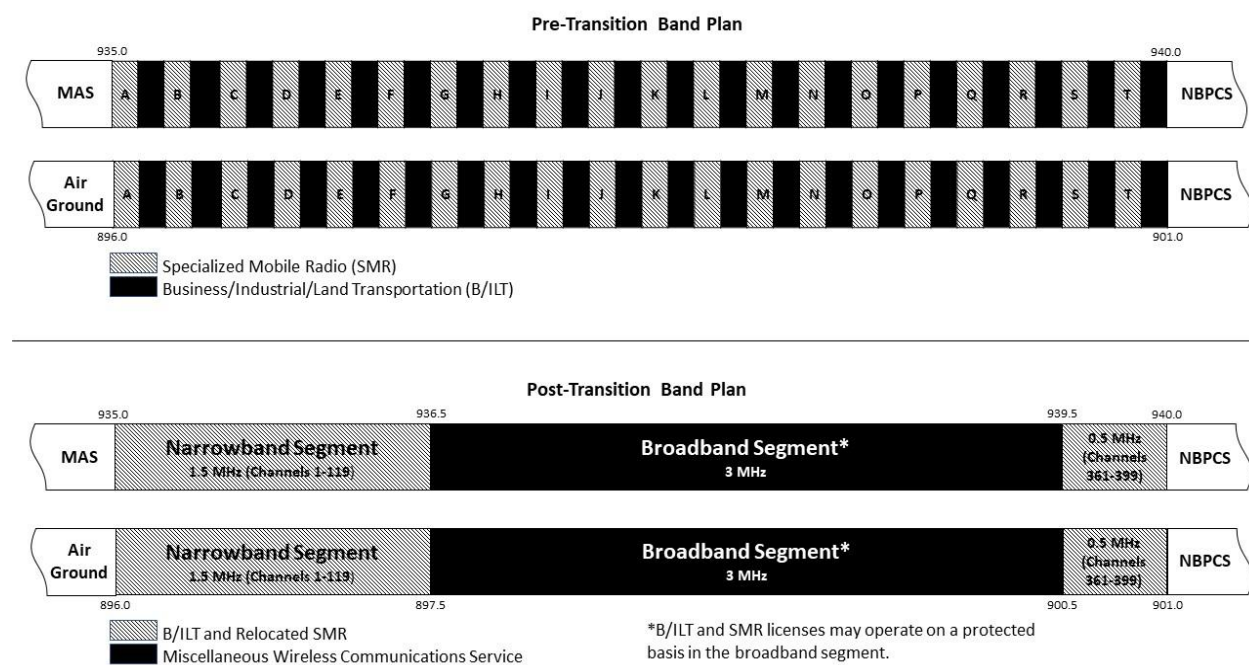 Pre-Transition Band Plan
935.0 940.0
MAS A B C D E F G H I J K L M N O P Q R S T NBPCS
Air
Ground
A B C D E F G H I J K L M N O P Q R S T NBPCS
896.0 901.0
Specialized Mobile Radio (SMR)
Business/Industrial/Land Transportation (B/ILT)
Post-Transition Band Plan
935.0 936.5 939.5 940.0
MAS
Narrowband Segment
1.5 MHz (Channels 1-119)
Broadband Segment*
3 MHz
0.5 MHz
(Channels
361-399)
NBPCS
Air
Ground
Narrowband Segment
1.5 MHz (Channels 1-119)
Broadband Segment*
3 MHz
0.5 MHz
(Channels
361-399)
NBPCS
896.0 897.5 900.5 901.0
B/ILT and Relocated SMR
Miscellaneous Wireless Communications Service
*B/ILT and SMR licenses may operate on a protected
basis in the broadband segment.